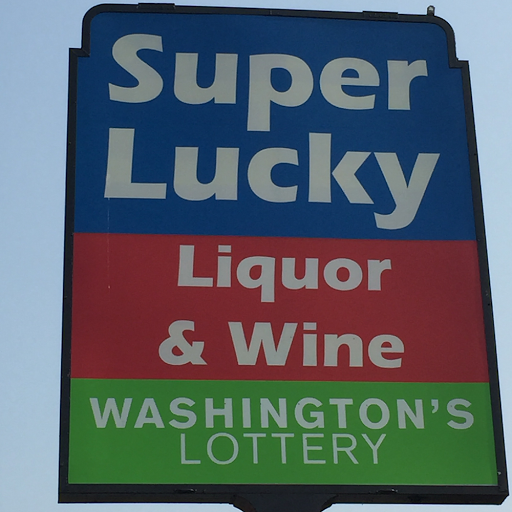 Super
Lucky
Liquor
& Wine
WASHINGTON'S
LOTTERY